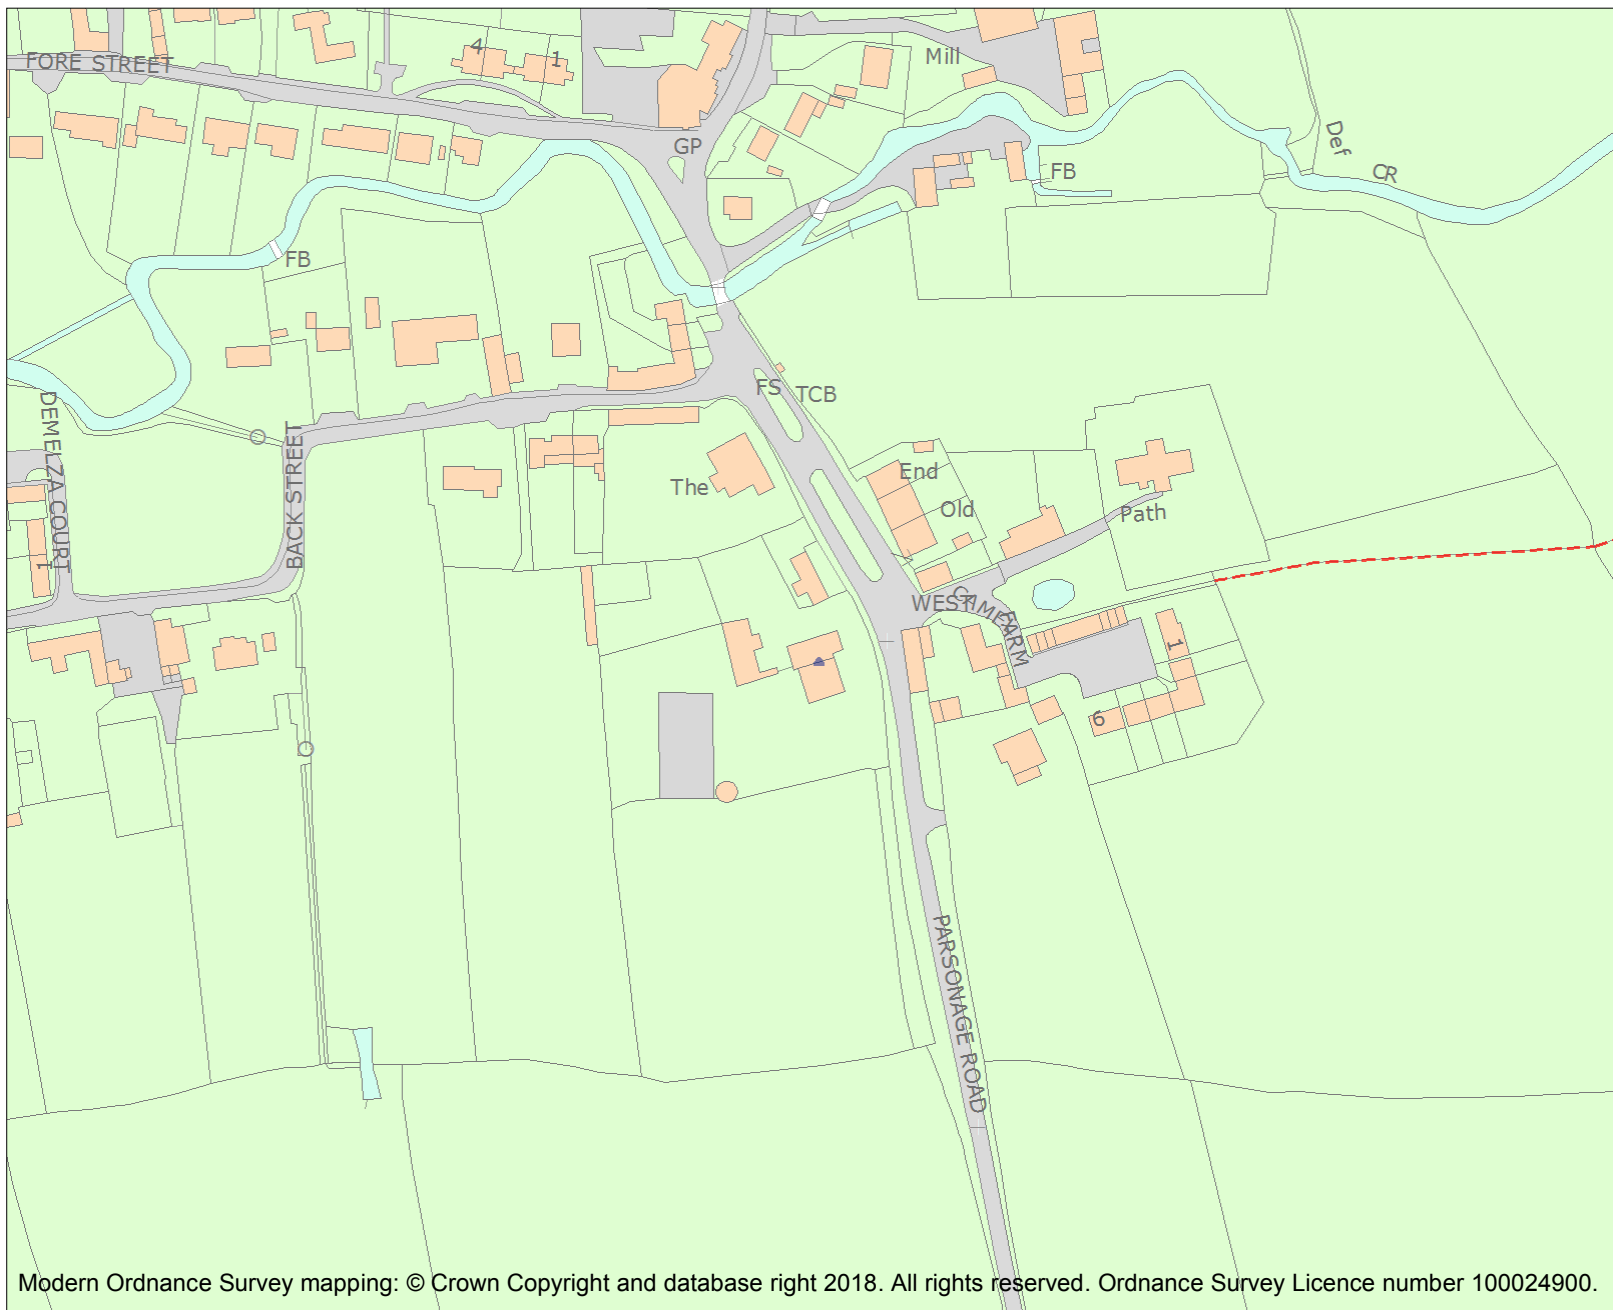 FORE STREET
4
1
Mill
GP
Def
CR
FB
FB
FS
TCB
DEMELZA COURT
BACK STREET
The
End
Old
Path
1
WEST
CAMEL
FARM
1
6
PARSONAGE ROAD
Modern Ordnance Survey mapping: © Crown Copyright and database right 2018. All rights reserved. Ordnance Survey Licence number 100024900.